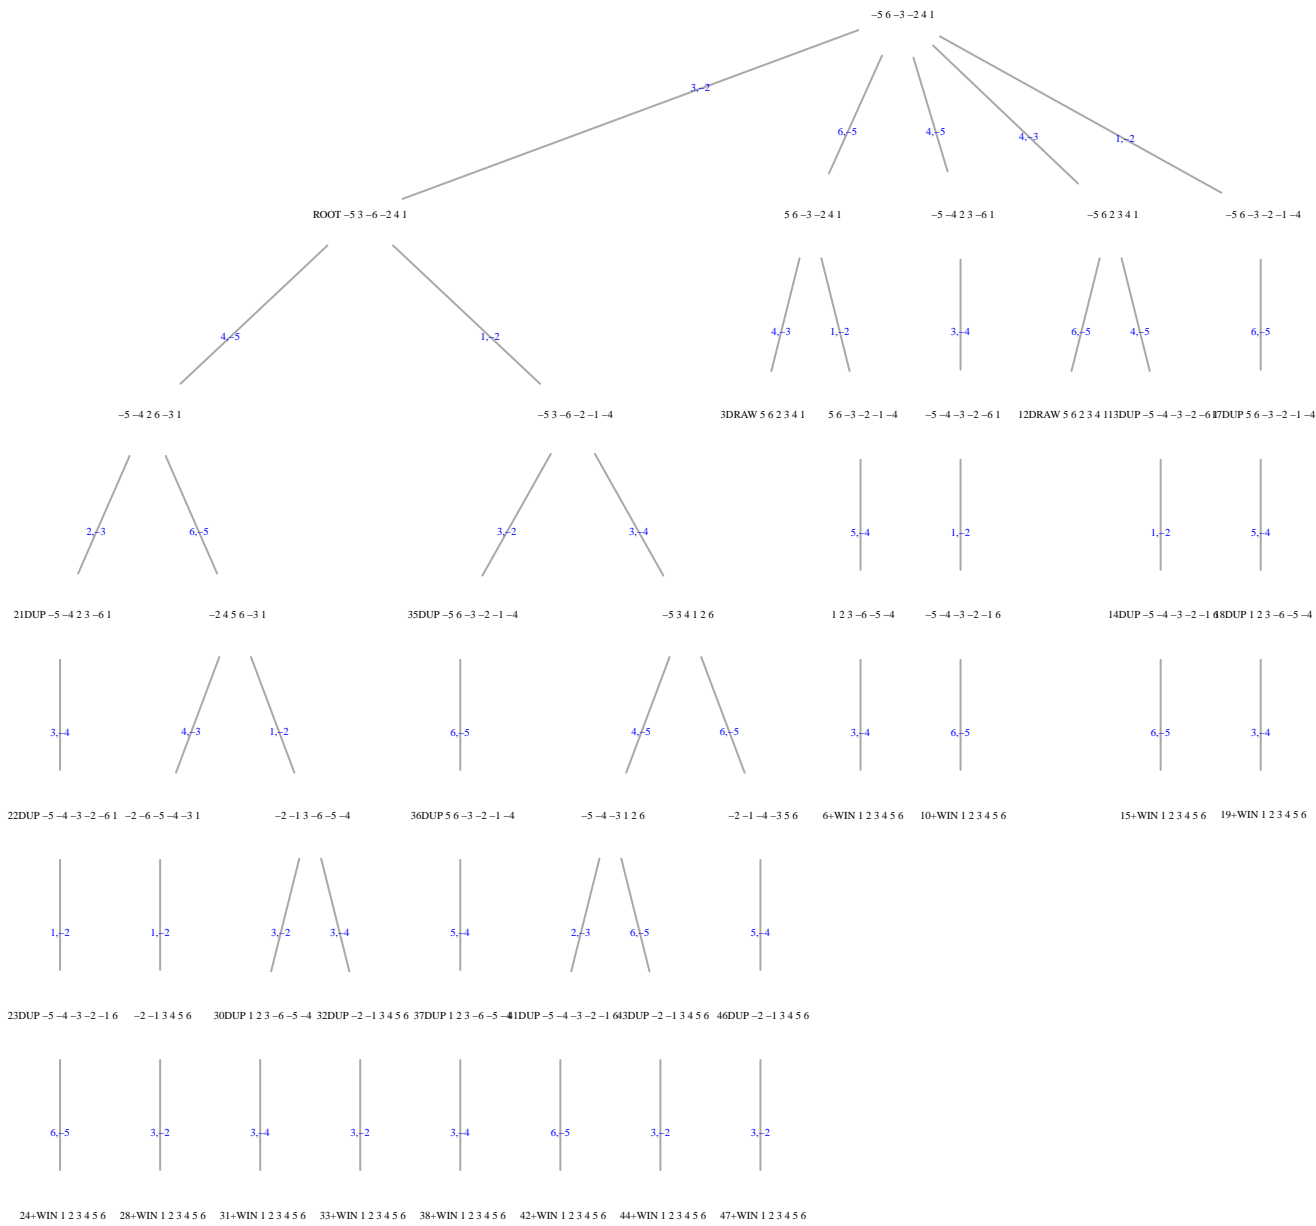 −5 6 −3 −2 4 1
3,−2
6,−5 4,−5 4,−3 1,−2
ROOT −5 3 −6 −2 4 1 5 6 −3 −2 4 1 −5 −4 2 3 −6 1 −5 6 2 3 4 1 −5 6 −3 −2 −1 −4
4,−5 1,−2 4,−3 1,−2 3,−4 6,−5 4,−5 6,−5
−5 −4 2 6 −3 1 −5 3 −6 −2 −1 −4 3DRAW 5 6 2 3 4 1 5 6 −3 −2 −1 −4 −5 −4 −3 −2 −6 1 12DRAW 5 6 2 3 4 1 13DUP −5 −4 −3 −2 −6 1 17DUP 5 6 −3 −2 −1 −4
2,−3 6,−5 3,−2 3,−4 5,−4 1,−2 1,−2 5,−4
21DUP −5 −4 2 3 −6 1 −2 4 5 6 −3 1 35DUP −5 6 −3 −2 −1 −4 −5 3 4 1 2 6 1 2 3 −6 −5 −4 −5 −4 −3 −2 −1 6 14DUP −5 −4 −3 −2 −1 6 18DUP 1 2 3 −6 −5 −4
3,−4 4,−3 1,−2 6,−5 4,−5 6,−5 3,−4 6,−5 6,−5 3,−4
22DUP −5 −4 −3 −2 −6 1 −2 −6 −5 −4 −3 1 −2 −1 3 −6 −5 −4 36DUP 5 6 −3 −2 −1 −4 −5 −4 −3 1 2 6 −2 −1 −4 −3 5 6 6+WIN 1 2 3 4 5 6 10+WIN 1 2 3 4 5 6 15+WIN 1 2 3 4 5 6 19+WIN 1 2 3 4 5 6
1,−2 1,−2 3,−2 3,−4 5,−4 2,−3 6,−5 5,−4
23DUP −5 −4 −3 −2 −1 6 −2 −1 3 4 5 6 30DUP 1 2 3 −6 −5 −4 32DUP −2 −1 3 4 5 6 37DUP 1 2 3 −6 −5 −4 41DUP −5 −4 −3 −2 −1 6 43DUP −2 −1 3 4 5 6 46DUP −2 −1 3 4 5 6
6,−5 3,−2 3,−4 3,−2 3,−4 6,−5 3,−2 3,−2
24+WIN 1 2 3 4 5 6 28+WIN 1 2 3 4 5 6 31+WIN 1 2 3 4 5 6 33+WIN 1 2 3 4 5 6 38+WIN 1 2 3 4 5 6 42+WIN 1 2 3 4 5 6 44+WIN 1 2 3 4 5 6 47+WIN 1 2 3 4 5 6